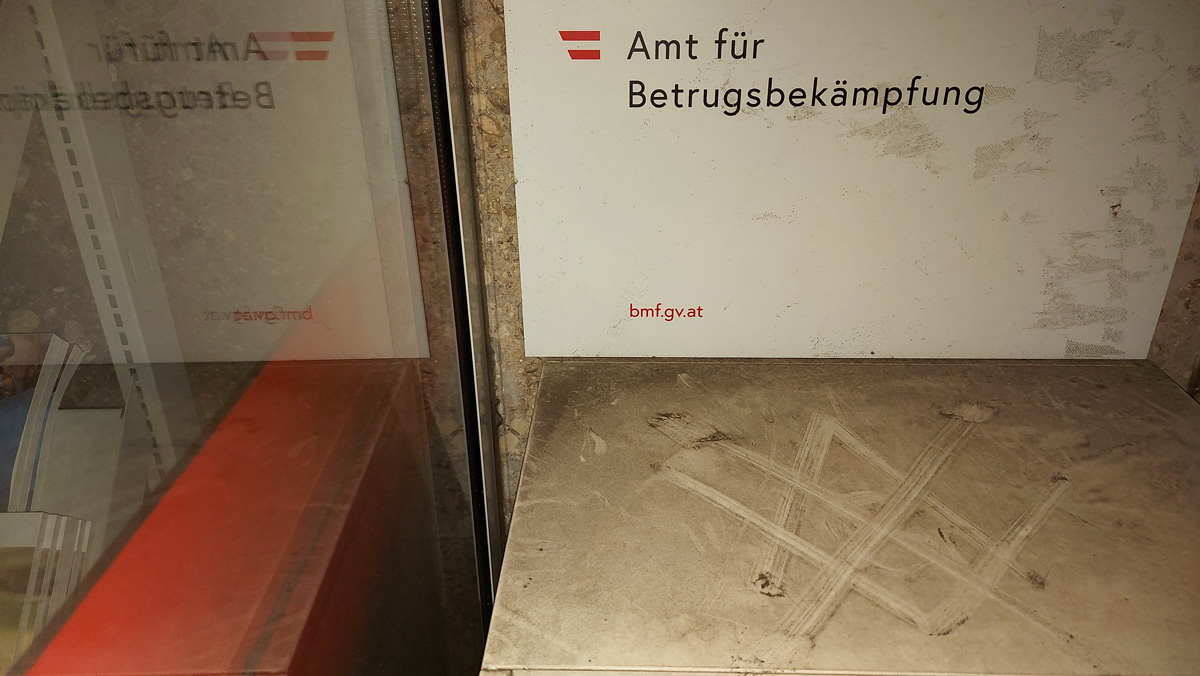 Amt für
Betrugsbekämpfung
bmf.gv.at